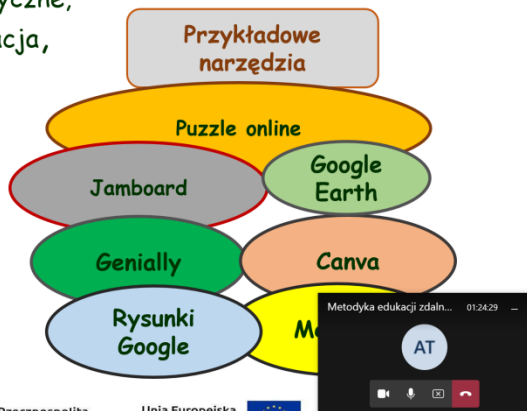 Przykładowe
narzędzia
Puzzle online
Google
Earth
Jamboard
Genially
Canva
Rysunki
Google
Metodyka edukacji zdaln... 01:24:29
AT
Unia Europejska